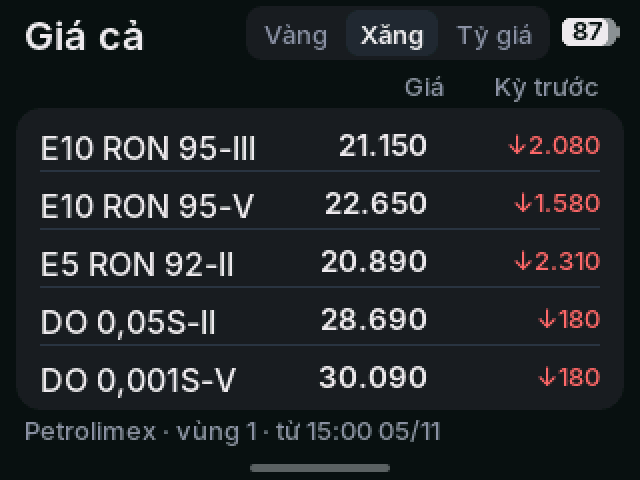 Giá cả Vàng Xăng Tỷ giá 87
Giá Kỳ trước
E10 RON 95-III 21.150 ↓2.080
E10 RON 95-V 22.650 ↓1.580
E5 RON 92-II 20.890 ↓2.310
DO 0,05S-II 28.690 ↓180
DO 0,001S-V 30.090 ↓180
Petrolimex · vùng 1 · từ 15:00 05/11